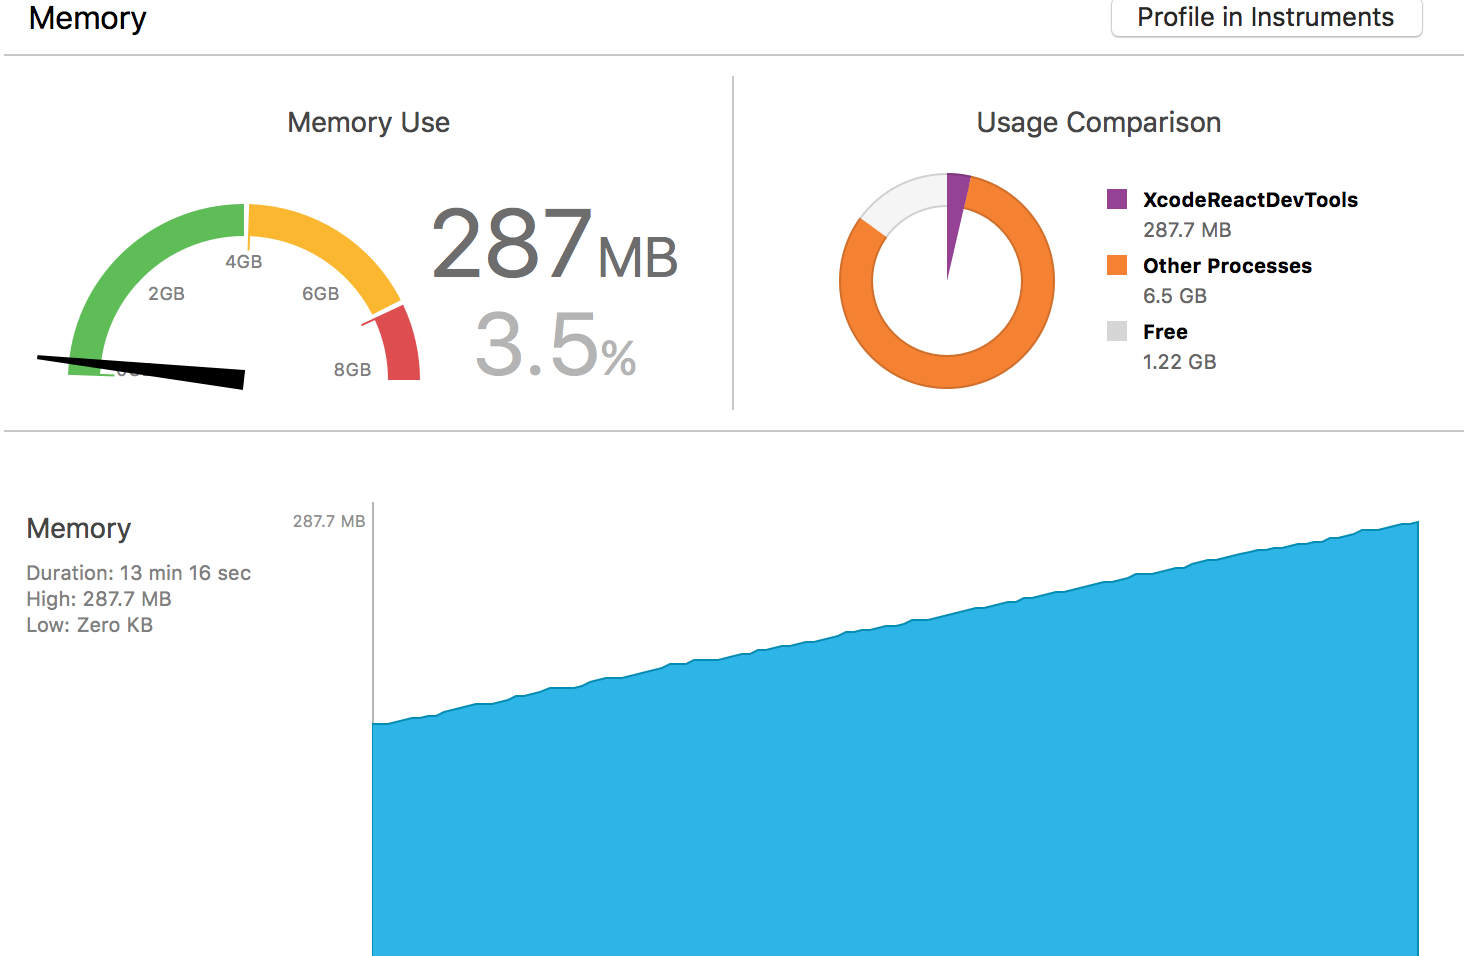 Memory
Profile in Instruments
Memory Use
4GB
2GB
6GB
8GB
287 MB
3.5%
Usage Comparison
XcodeReactDevTools
287.7 MB
Other Processes
6.5 GB
Free
1.22 GB
Memory
Duration: 13 min 16 sec
High: 287.7 MB
Low: Zero KB
287.7 MB